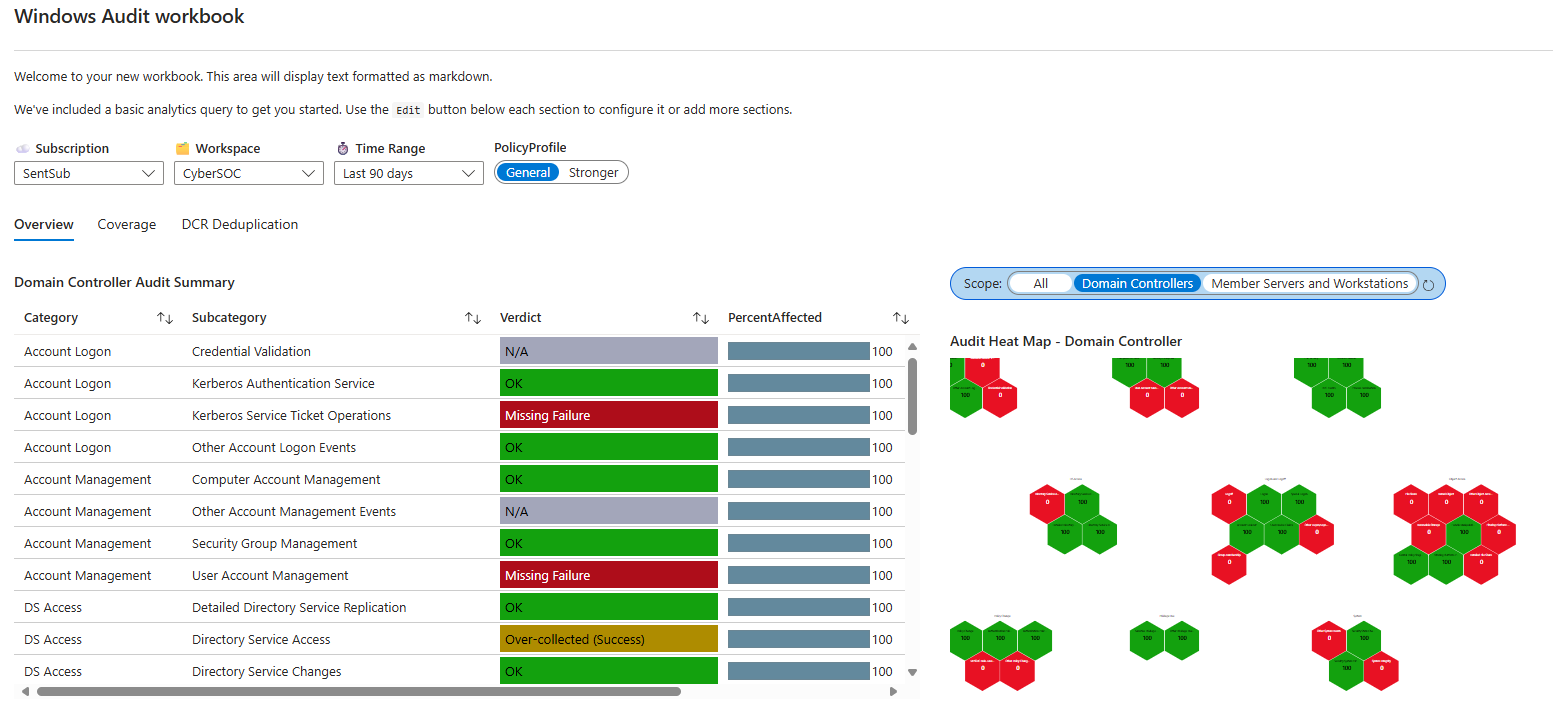 Windows Audit workbook
Welcome to your new workbook. This area will display text formatted as markdown.
We've included a basic analytics query to get you started. Use the Edit button below each section to configure it or add more sections.
Subscription Workspace Time Range PolicyProfile
SentSub CyberSOC Last 90 days General Stronger
Overview Coverage DCR Deduplication
Domain Controller Audit Summary
Category Subcategory Verdict PercentAffected
Account Logon Credential Validation N/A 100
Account Logon Kerberos Authentication Service OK 100
Account Logon Kerberos Service Ticket Operations Missing Failure 100
Account Logon Other Account Logon Events OK 100
Account Management Computer Account Management OK 100
Account Management Other Account Management Events N/A 100
Account Management Security Group Management OK 100
Account Management User Account Management Missing Failure 100
DS Access Detailed Directory Service Replication OK 100
DS Access Directory Service Access Over-collected (Success) 100
DS Access Directory Service Changes OK 100
Scope: All Domain Controllers Member Servers and Workstations
Audit Heat Map - Domain Controller
0 100 100 100 100
100 0 0 0 100 100
0 100 0 100 100 0 0 0
100 100 100 100 0 0 100 0
0 100 100 0
100 100 100 100 100 0 100
0 0 100 0